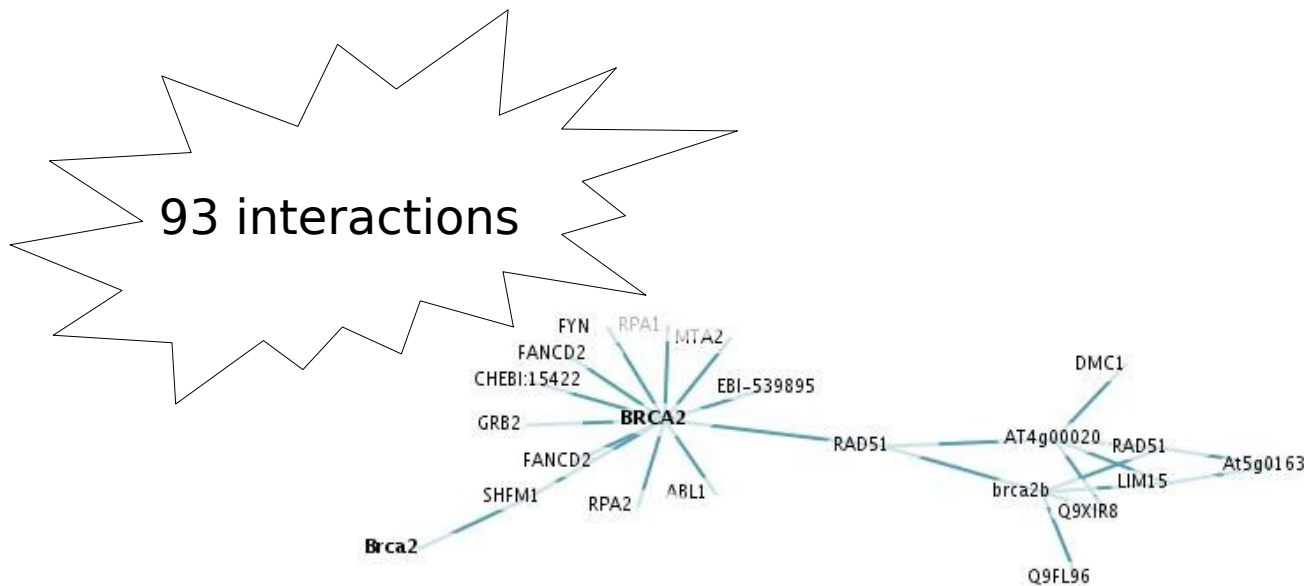 93 interactions
FYN
RPA1
MTA2
FANCD2
CHEBI:15422
EBI-539895
GRB2
BRCA2
DMC1
RAD51
AT4g00020
RAD51
FANCD2
At5g0163
LIM15
SHFM1
RPA2
ABL1
brca2b
Q9XIR8
Brca2
Q9FL96